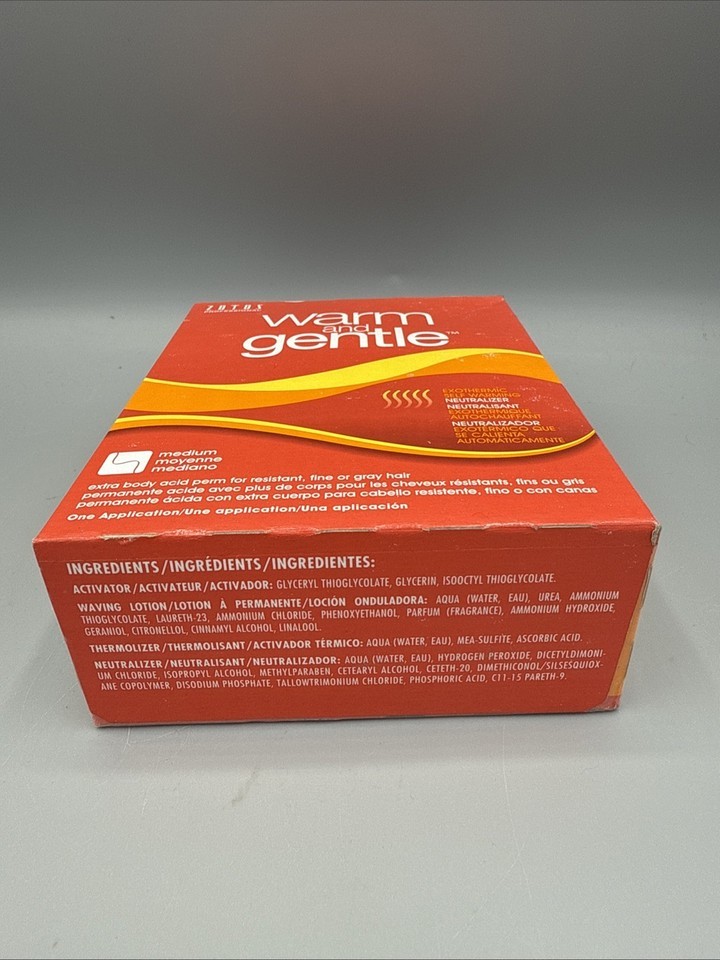 ZOTOS
warm
and
gentle™
EXOTHERMIC
SELF WARMING
NEUTRALIZER
NEUTRALISANT
EXOTHERMIQUE
AUTOCHAUFFANT
NEUTRALIZADOR
EXOTÉRMICO QUE
SE CALIENTA
AUTOMATICAMENTE
medium
moyenne
mediano
extra body acid perm for resistant, fine or gray hair
permanente acide avec plus de corps pour les cheveux résistants, fins ou gris
permanente ácida con extra cuerpo para cabello resistente, fino o con canas
One Application/Une application/Una aplicación
INGREDIENTS/INGRÉDIENTS/INGREDIENTES:
ACTIVATOR/ACTIVATEUR/ACTIVADOR: GLYCERYL THIOGLYCOLATE, GLYCERIN, ISOOCTYL THIOGLYCOLATE.
WAVING LOTION/LOTION À PERMANENTE/LOCIÓN ONDULADORA: AQUA (WATER, EAU), UREA, AMMONIUM
THIOGLYCOLATE, LAURETH-23, AMMONIUM CHLORIDE, PHENOXYETHANOL, PARFUM (FRAGRANCE), AMMONIUM HYDROXIDE,
GERANIOL, CITRONELLOL, CINNAMYL ALCOHOL, LINALOOL.
THERMOLIZER/THERMOLISANT/ACTIVADOR TÉRMICO: AQUA (WATER, EAU), MEA-SULFITE, ASCORBIC ACID.
NEUTRALIZER/NEUTRALISANT/NEUTRALIZADOR: AQUA (WATER, EAU), HYDROGEN PEROXIDE, DICETYLDIMONI-
UM CHLORIDE, ISOPROPYL ALCOHOL, METHYLPARABEN, CETEARYL ALCOHOL, CETETH-20, DIMETHICONOL/SILSESQUIOX-
ANE COPOLYMER, DISODIUM PHOSPHATE, TALLOWTRIMONIUM CHLORIDE, PHOSPHORIC ACID, C11-15 PARETH-9.